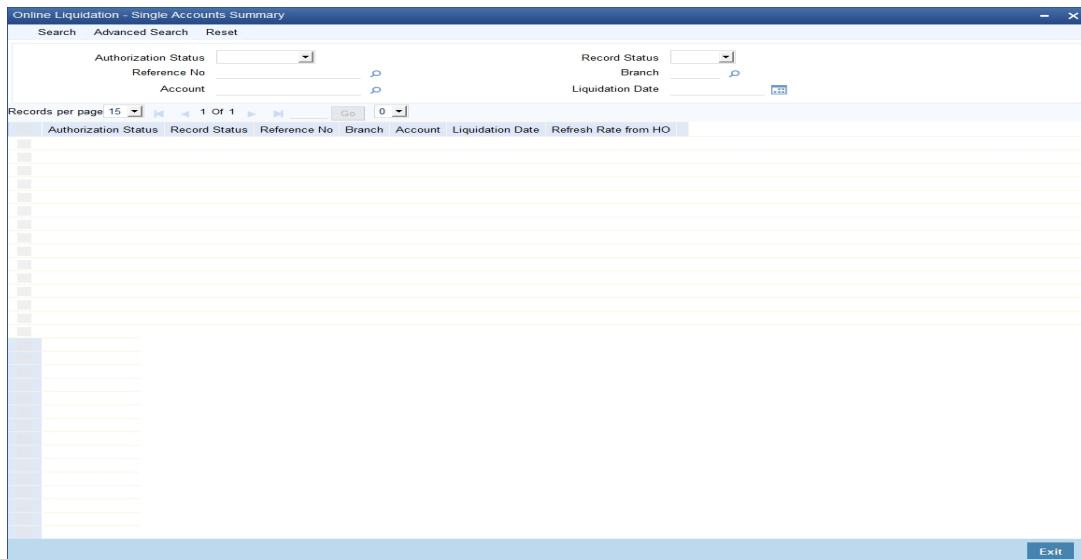 Online Liquidation - Single Accounts Summary
Search Advanced Search Reset
Authorization Status Record Status
Reference No Branch
Account Liquidation Date
Records per page 15 1 Of 1 Go 0
Authorization Status Record Status Reference No Branch Account Liquidation Date Refresh Rate from HO
Exit